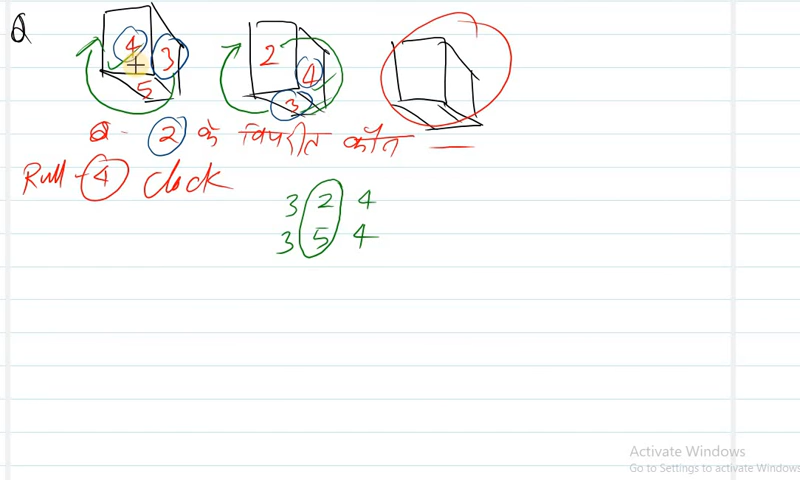 Q
4 3 5
2 4 3
Q - 2 के विपरीत कौन —
Rull - 4 clock
3 2 4
3 5 4
Activate Windows
Go to Settings to activate Windows